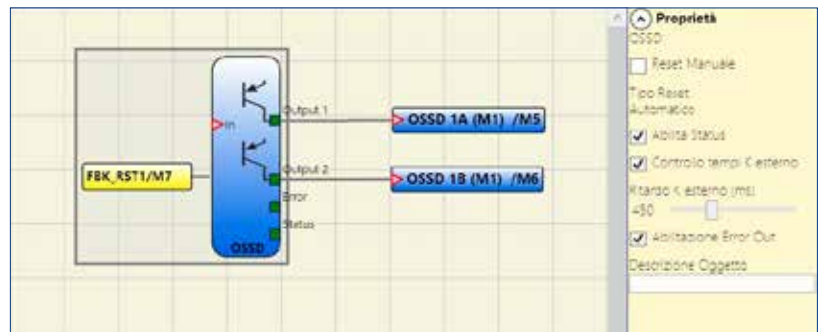 Output 1
In
OSSD 1A (M1) /M5
FBK_RST1/M7
Output 2
OSSD 1B (M1) /M6
Error
Status
OSSD
Proprietà
OSSD
Reset Manuale
Tipo Reset
Automatico
Abilita Status
Controllo tempi K esterno
Ritardo K esterno (ms)
450
Abilitazione Error Out
Descrizione Oggetto